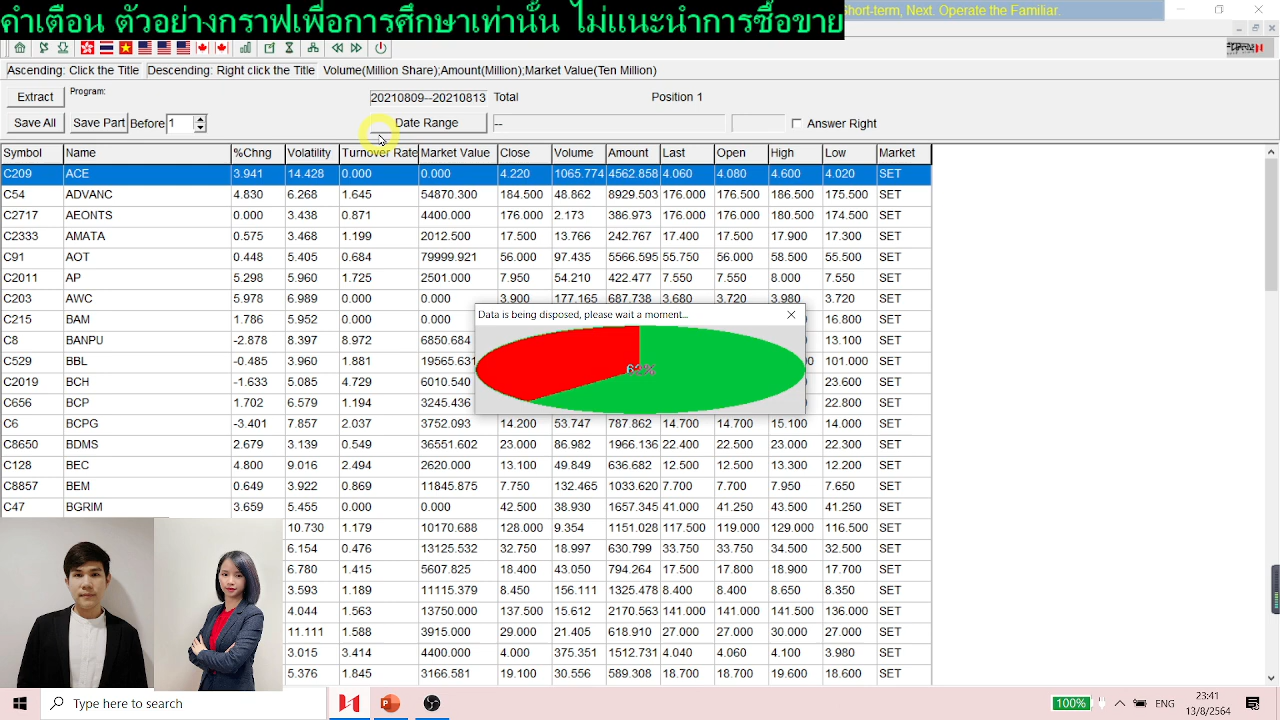 คำเตือน ตัวอย่างกราฟเพื่อการศึกษาเท่านั้น ไม่แนะนำการซื้อขาย
Short-term, Next. Operate the Familiar.
Ascending: Click the Title Descending: Right click the Title Volume(Million Share);Amount(Million);Market Value(Ten Million)
Extract Program: 20210809--20210813 Total Position 1
Save All Save Part Before 1 Date Range -- Answer Right
Symbol Name %Chng Volatility Turnover Rate Market Value Close Volume Amount Last Open High Low Market
C209 ACE 3.941 14.428 0.000 0.000 4.220 1065.774 4562.858 4.060 4.080 4.600 4.020 SET
C54 ADVANC 4.830 6.268 1.645 54870.300 184.500 48.862 8929.503 176.000 176.500 186.500 175.500 SET
C2717 AEONTS 0.000 3.438 0.871 4400.000 176.000 2.173 386.973 176.000 176.000 180.500 174.500 SET
C2333 AMATA 0.575 3.468 1.199 2012.500 17.500 13.766 242.767 17.400 17.500 17.900 17.300 SET
C91 AOT 0.448 5.405 0.684 79999.921 56.000 97.435 5566.595 55.750 56.000 58.500 55.500 SET
C2011 AP 5.298 5.960 1.725 2501.000 7.950 54.210 422.477 7.550 7.550 8.000 7.550 SET
C203 AWC 5.978 6.989 0.000 0.000 3.900 177.165 687.738 3.680 3.720 3.980 3.720 SET
Data is being disposed, please wait a moment...
C215 BAM 1.786 5.952 0.000 0.000 16.800 SET
C8 BANPU -2.878 8.397 8.972 6850.684 13.100 SET
C529 BBL -0.485 3.960 1.881 19565.631 101.000 SET
C2019 BCH -1.633 5.085 4.729 6010.540 23.600 SET
C656 BCP 1.702 6.579 1.194 3245.436 22.800 SET
C6 BCPG -3.401 7.857 2.037 3752.093 14.200 53.747 787.862 14.700 14.700 15.100 14.000 SET
C8650 BDMS 2.679 3.139 0.549 36551.602 23.000 86.982 1966.136 22.400 22.500 23.000 22.300 SET
C128 BEC 4.800 9.016 2.494 2620.000 13.100 49.849 636.682 12.500 12.500 13.300 12.200 SET
C8857 BEM 0.649 3.922 0.869 11845.875 7.750 132.465 1033.620 7.700 7.700 7.950 7.650 SET
C47 BGRIM 3.659 5.455 0.000 0.000 42.500 38.930 1657.345 41.000 41.250 43.500 41.250 SET
10.730 1.179 10170.688 128.000 9.354 1151.028 117.500 119.000 129.000 116.500 SET
6.154 0.476 13125.532 32.750 18.997 630.799 33.750 33.750 34.500 32.500 SET
6.780 1.415 5607.825 18.400 43.050 794.264 17.500 17.800 18.900 17.700 SET
3.593 1.189 11115.379 8.450 156.111 1325.478 8.400 8.400 8.650 8.350 SET
4.044 1.563 13750.000 137.500 15.612 2170.563 141.000 141.000 141.500 136.000 SET
11.111 1.588 3915.000 29.000 21.405 618.910 27.000 27.000 30.000 27.000 SET
3.015 3.414 4400.000 4.000 375.351 1512.731 4.040 4.060 4.100 3.980 SET
5.376 1.845 3166.581 19.100 30.556 589.308 18.700 18.700 19.600 18.600 SET
Type here to search 100% ENG 23:41
13/8/2564